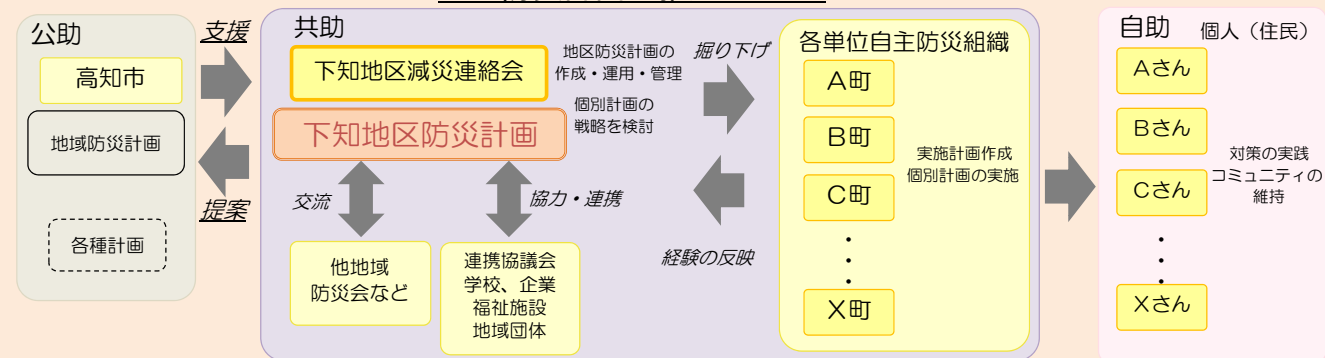 公助
高知市
地域防災計画
各種計画
支援
提案
共助
下知地区減災連絡会
地区防災計画の
作成・運用・管理
下知地区防災計画
個別計画の
戦略を検討
交流
協力・連携
他地域
防災会など
連携協議会
学校、企業
福祉施設
地域団体
掘り下げ
経験の反映
各単位自主防災組織
A町
B町
C町
・
・
・
X町
実施計画作成
個別計画の実施
自助 個人（住民）
Aさん
Bさん
Cさん
・
・
・
Xさん
対策の実践
コミュニティの
維持